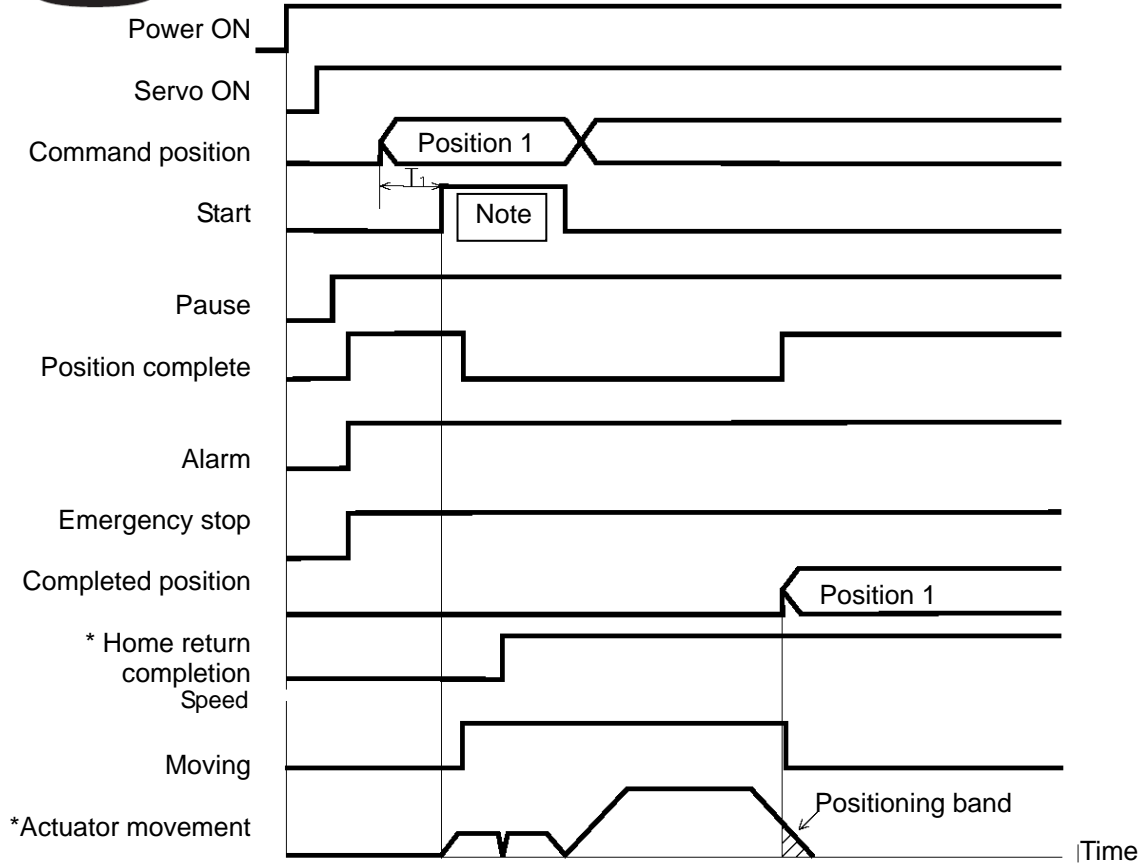 Power ON
Servo ON
Command position
Position 1
T₁
Start
Note
Pause
Position complete
Alarm
Emergency stop
Completed position
Position 1
* Home return
completion
Speed
Moving
*Actuator movement
Positioning band
Time